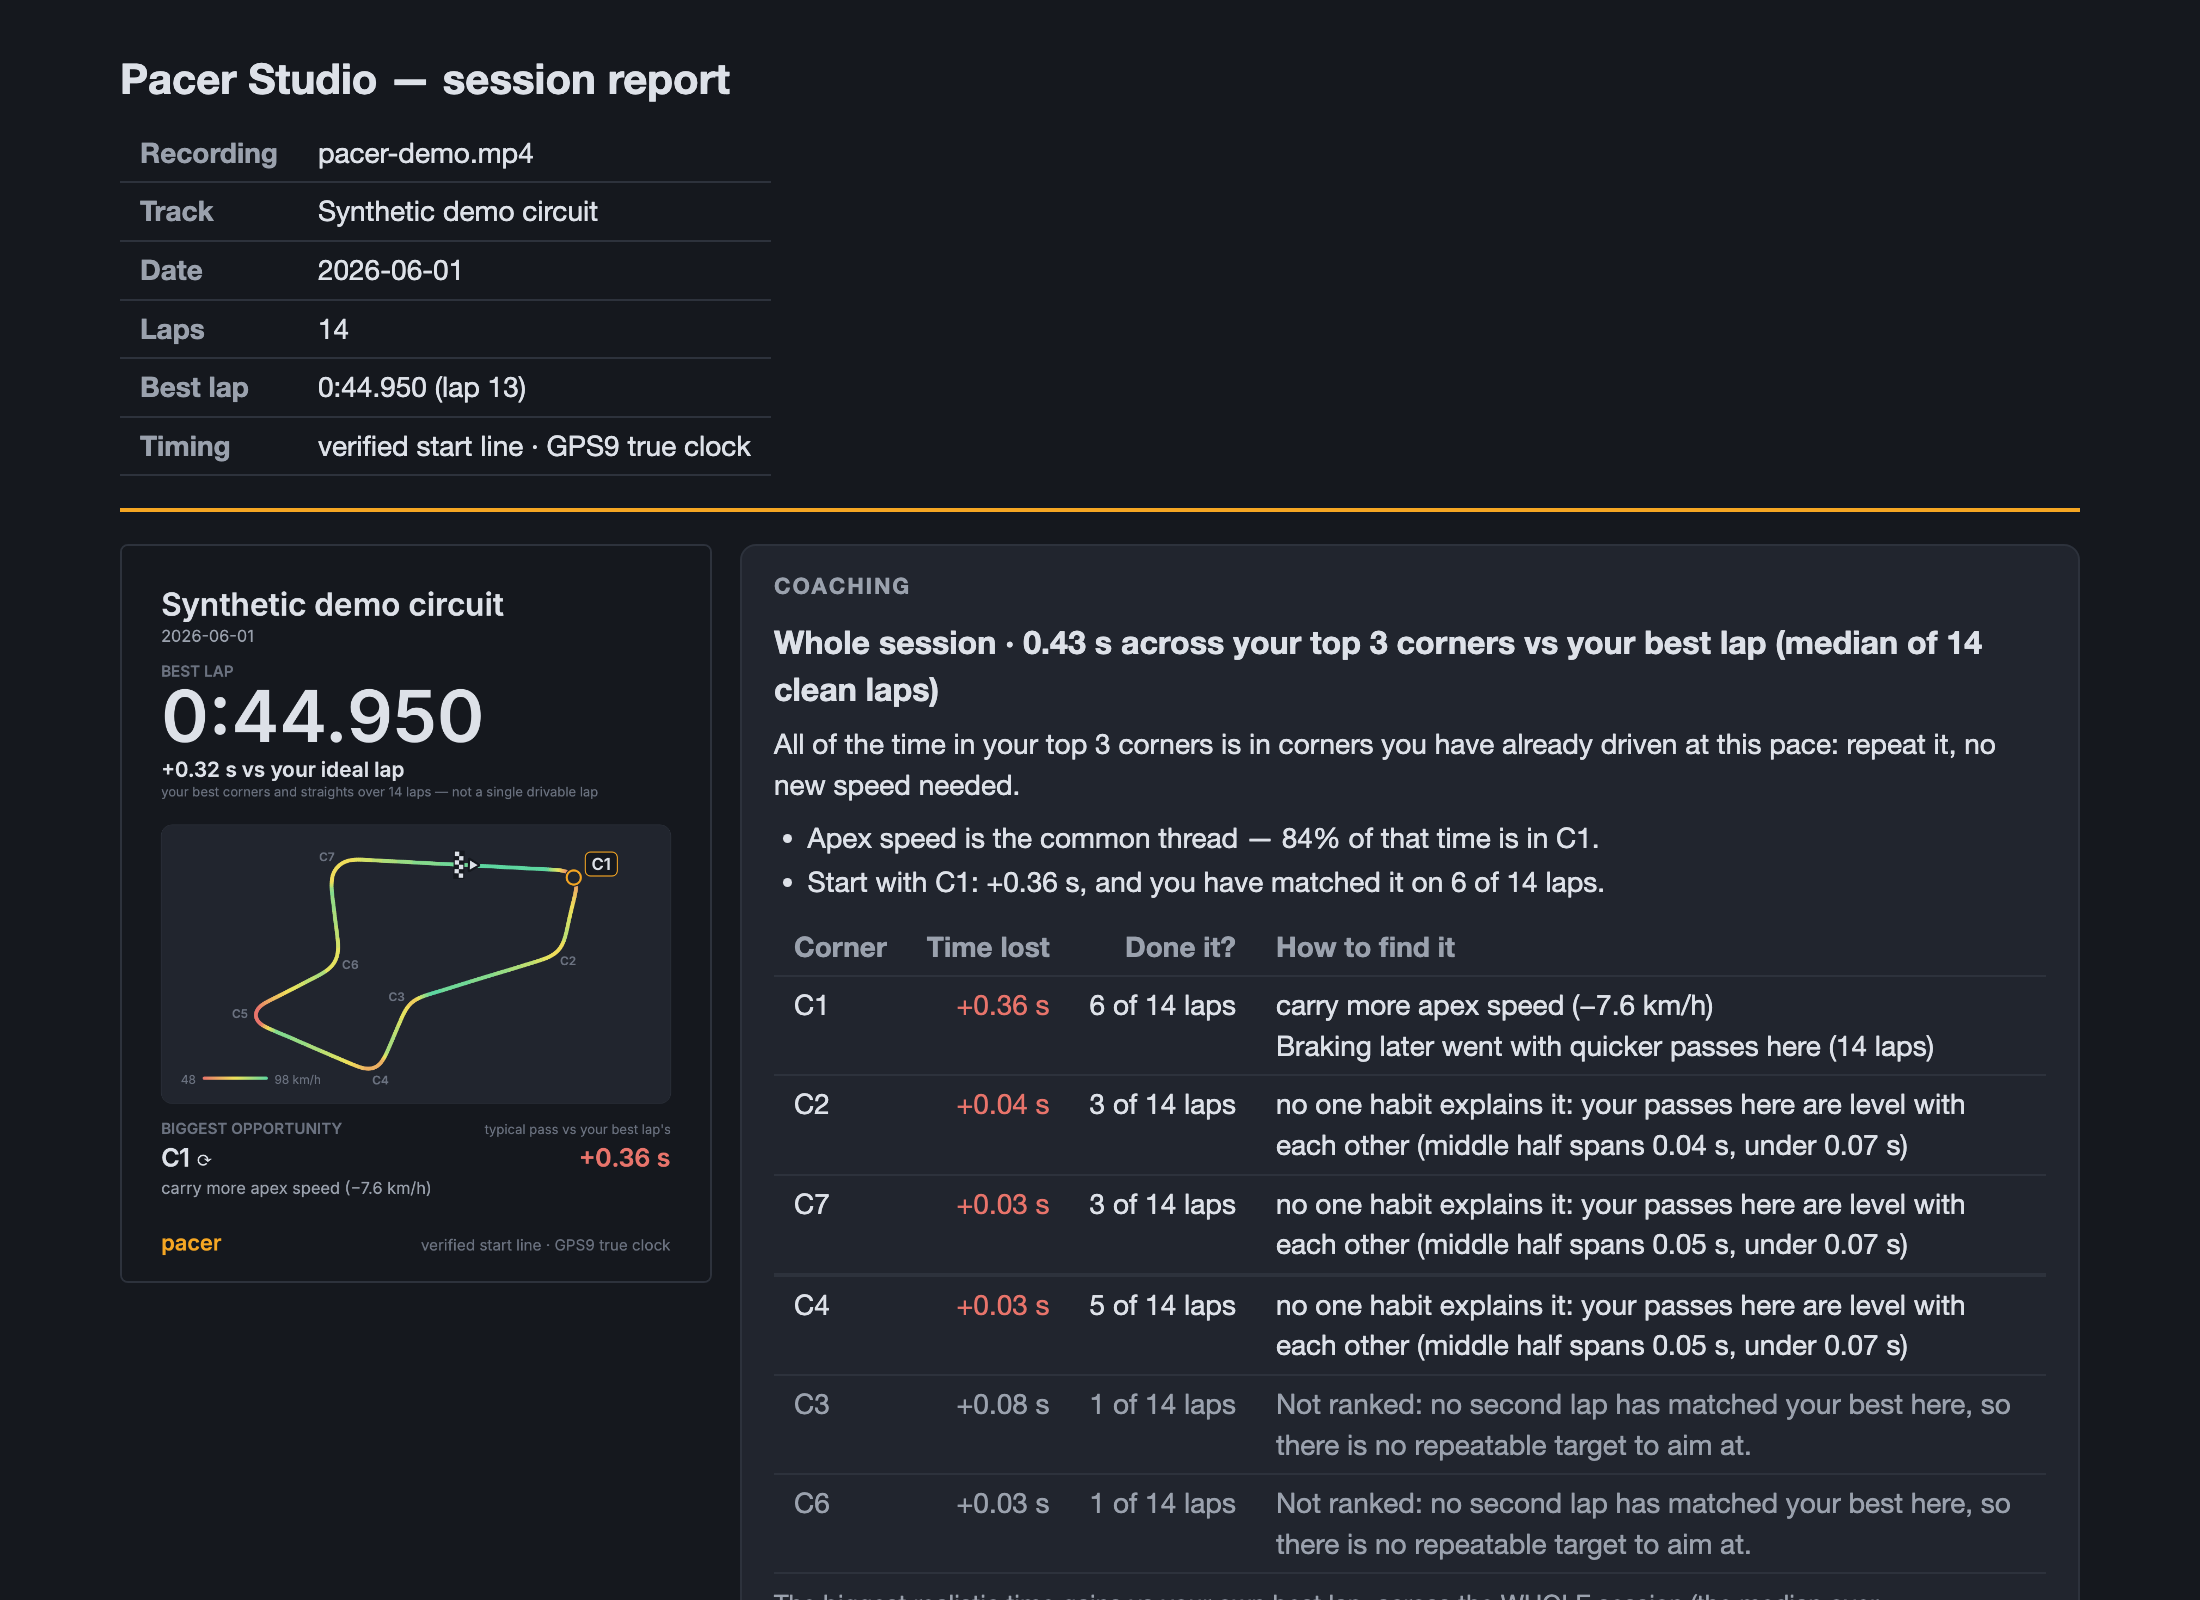 Pacer Studio — session report
Recording pacer-demo.mp4
Track Synthetic demo circuit
Date 2026-06-01
Laps 14
Best lap 0:44.950 (lap 13)
Timing verified start line · GPS9 true clock
Synthetic demo circuit
2026-06-01
BEST LAP
0:44.950
+0.32 s vs your ideal lap
your best corners and straights over 14 laps — not a single drivable lap
C7
C1
C6
C2
C3
C5
C4
48 98 km/h
BIGGEST OPPORTUNITY typical pass vs your best lap's
C1 ⟳ +0.36 s
carry more apex speed (−7.6 km/h)
pacer verified start line · GPS9 true clock
COACHING
Whole session · 0.43 s across your top 3 corners vs your best lap (median of 14
clean laps)
All of the time in your top 3 corners is in corners you have already driven at this pace: repeat it, no
new speed needed.
• Apex speed is the common thread — 84% of that time is in C1.
• Start with C1: +0.36 s, and you have matched it on 6 of 14 laps.
Corner Time lost Done it? How to find it
C1 +0.36 s 6 of 14 laps carry more apex speed (−7.6 km/h)
Braking later went with quicker passes here (14 laps)
C2 +0.04 s 3 of 14 laps no one habit explains it: your passes here are level with
each other (middle half spans 0.04 s, under 0.07 s)
C7 +0.03 s 3 of 14 laps no one habit explains it: your passes here are level with
each other (middle half spans 0.05 s, under 0.07 s)
C4 +0.03 s 5 of 14 laps no one habit explains it: your passes here are level with
each other (middle half spans 0.05 s, under 0.07 s)
C3 +0.08 s 1 of 14 laps Not ranked: no second lap has matched your best here, so
there is no repeatable target to aim at.
C6 +0.03 s 1 of 14 laps Not ranked: no second lap has matched your best here, so
there is no repeatable target to aim at.